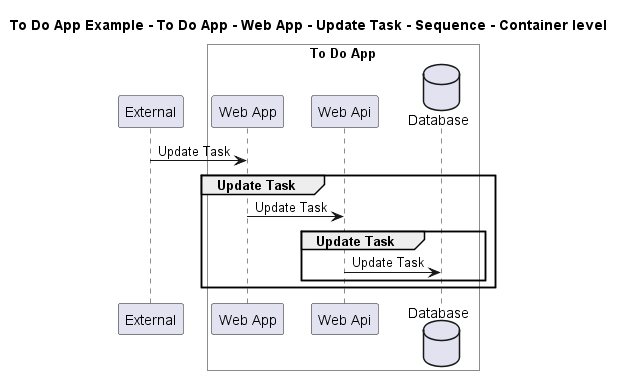 To Do App Example - To Do App - Web App - Update Task - Sequence - Container level
To Do App
External
Web App
Web Api
Database
Update Task
Update Task
Update Task
Update Task
Update Task
External
Web App
Web Api
Database